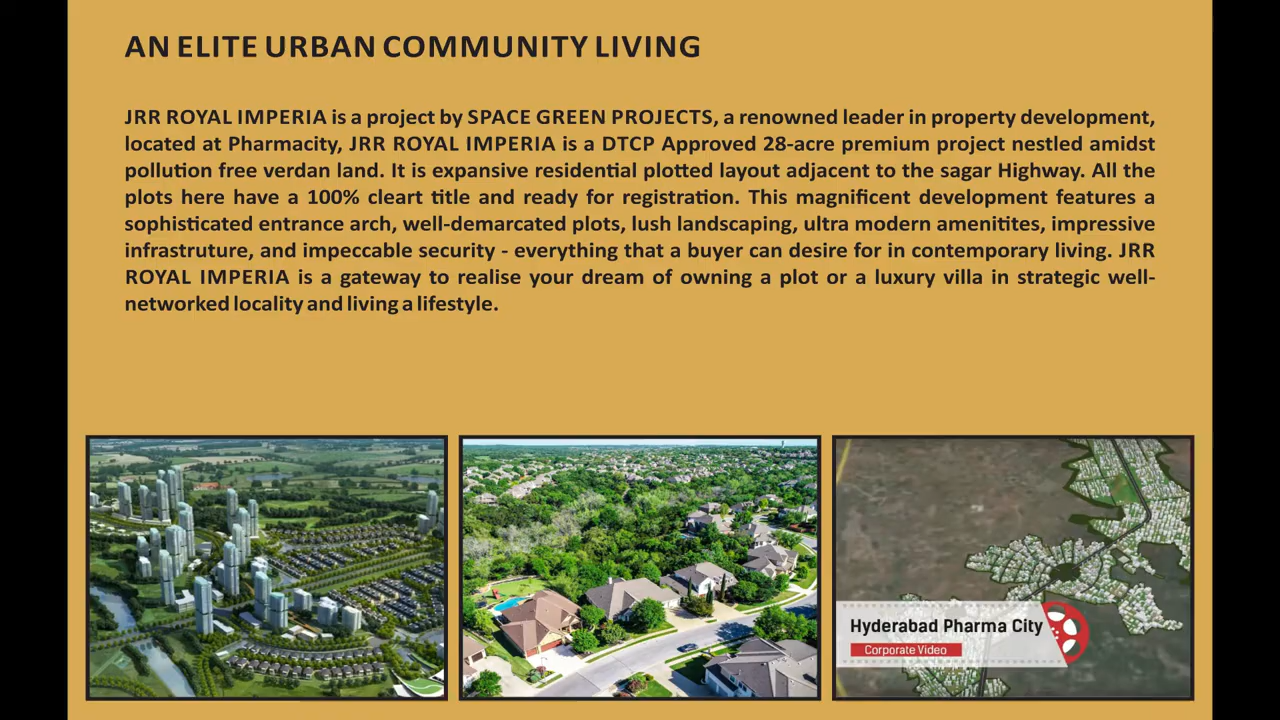 AN ELITE URBAN COMMUNITY LIVING
JRR ROYAL IMPERIA is a project by SPACE GREEN PROJECTS, a renowned leader in property development,
located at Pharmacity, JRR ROYAL IMPERIA is a DTCP Approved 28-acre premium project nestled amidst
pollution free verdan land. It is expansive residential plotted layout adjacent to the sagar Highway. All the
plots here have a 100% cleart title and ready for registration. This magnificent development features a
sophisticated entrance arch, well-demarcated plots, lush landscaping, ultra modern amenitites, impressive
infrastruture, and impeccable security - everything that a buyer can desire for in contemporary living. JRR
ROYAL IMPERIA is a gateway to realise your dream of owning a plot or a luxury villa in strategic well-
networked locality and living a lifestyle.
Hyderabad Pharma City
Corporate Video